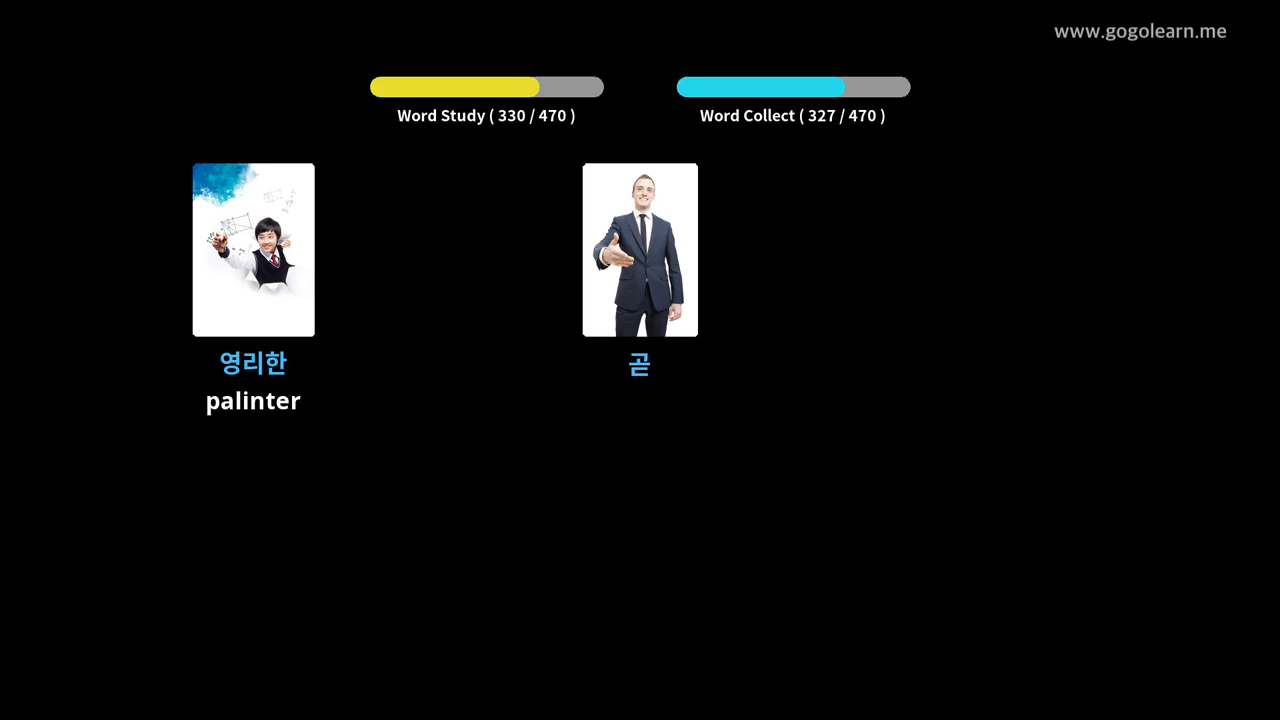 www.gogolearn.me
Word Study ( 330 / 470 )
Word Collect ( 327 / 470 )
영리한
palinter
곧